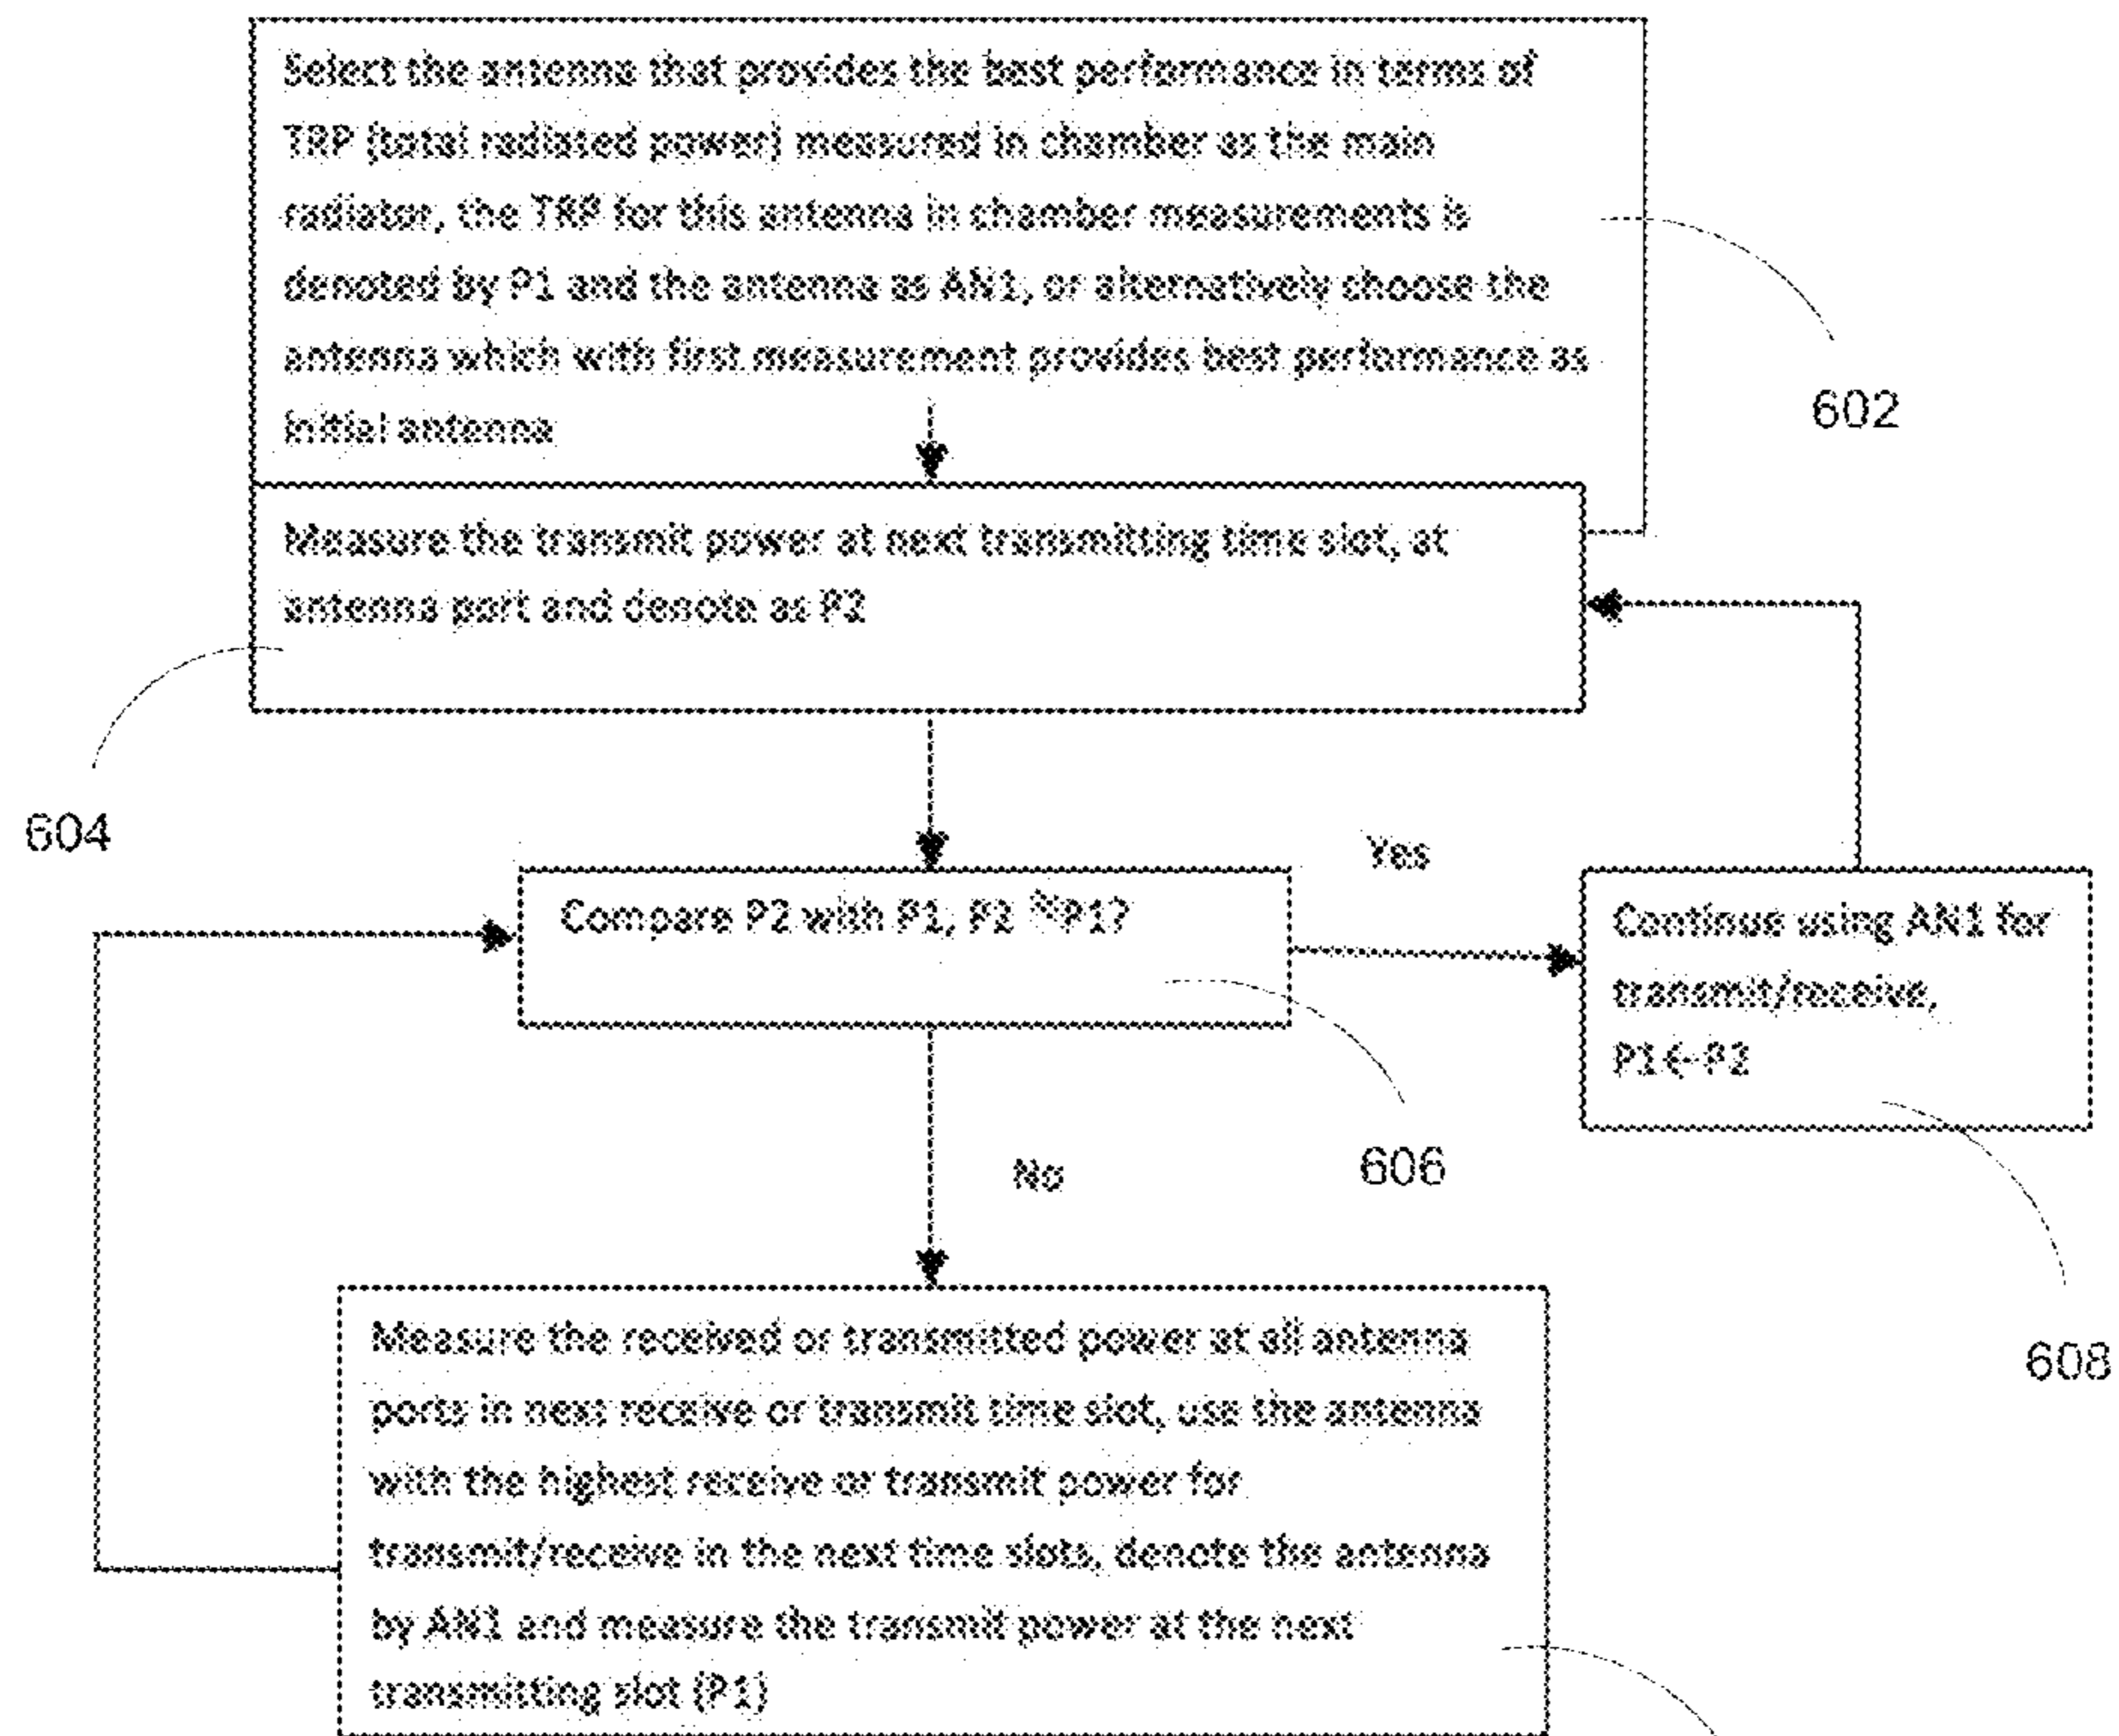 Select the antenna that provides the best performance in terms of
TRP (total radiated power) measured in chamber as the main
radiator, the TRP for this antenna in chamber measurements is
denoted by P1 and the antenna as AN1, or alternatively choose the
antenna which with first measurement provides best performance as
initial antenna
602
Measure the transmit power at next transmitting time slot, at
antenna port and denote as P2
604
Yes
Compare P2 with P1, P2 P1?
Continue using AN1 for
transmit/receive,
P1←P2
606
No
608
Measure the received or transmitted power at all antenna
ports in next receive or transmit time slot, use the antenna
with the highest receive or transmit power for
transmit/receive in the next time slots, denote the antenna
by AN1 and measure the transmit power at the next
transmitting slot (P1)